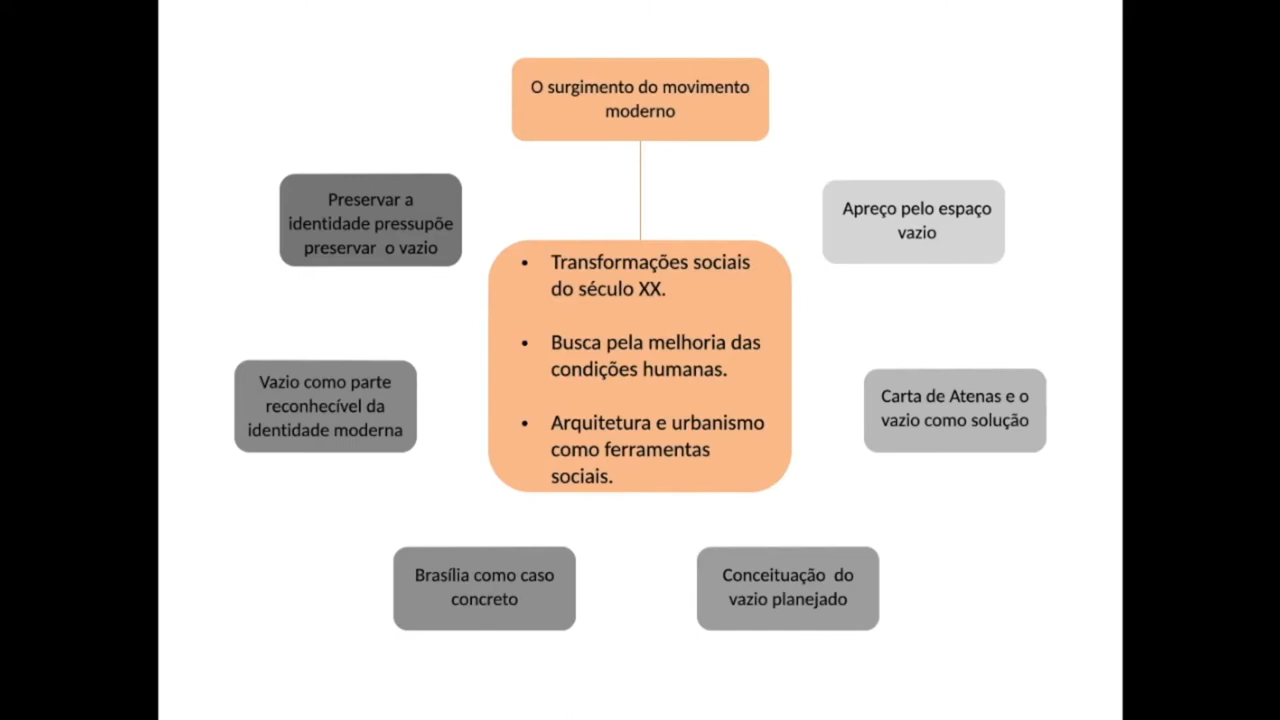 O surgimento do movimento
moderno
Preservar a
identidade pressupõe
preservar o vazio
Apreço pelo espaço
vazio
• Transformações sociais
do século XX.
• Busca pela melhoria das
condições humanas.
• Arquitetura e urbanismo
como ferramentas
sociais.
Vazio como parte
reconhecível da
identidade moderna
Carta de Atenas e o
vazio como solução
Brasília como caso
concreto
Conceituação do
vazio planejado